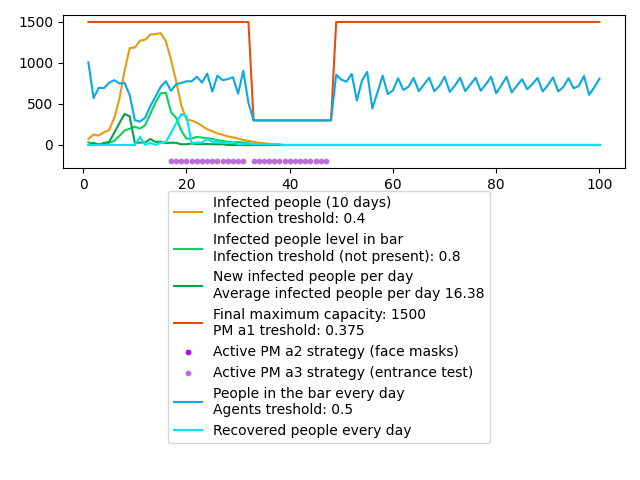 1500
1000
500
0
0 20 40 60 80 100
Infected people (10 days)
Infection treshold: 0.4
Infected people level in bar
Infection treshold (not present): 0.8
New infected people per day
Average infected people per day 16.38
Final maximum capacity: 1500
PM a1 treshold: 0.375
Active PM a2 strategy (face masks)
Active PM a3 strategy (entrance test)
People in the bar every day
Agents treshold: 0.5
Recovered people every day